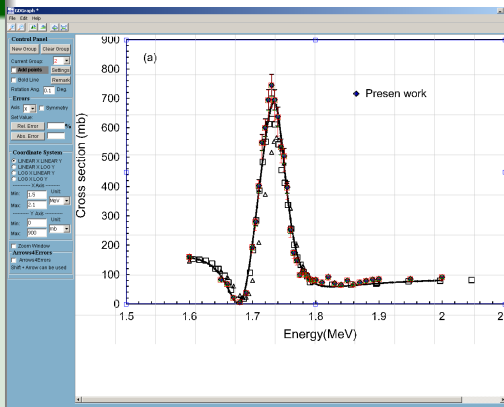 GDGraph *
File Edit Help
Control Panel
New Group Clear Group
Current Group: 2
Add points Settings
Bold Line Remark
Rotation Ang. 0.1 Deg.
Errors
Axis x Symmetry
Set Value:
Rel. Error %
Abs. Error
Coordinate System
LINEAR X LINEAR Y
LINEAR X LOG Y
LOG X LINEAR Y
LOG X LOG Y
X Axis
Min: 1.5 Unit
Max: 2.1 MeV
Y Axis
Min: 0 Unit
Max: 900 mb
Zoom Window
Arrows4Errors
Arrows4Errors
Shift + Arrow can be used
(a)
Presen work
Cross section (mb)
900
800
700
600
500
400
300
200
100
0
1.5 1.6 1.7 1.8 1.9 2.0
Energy(MeV)